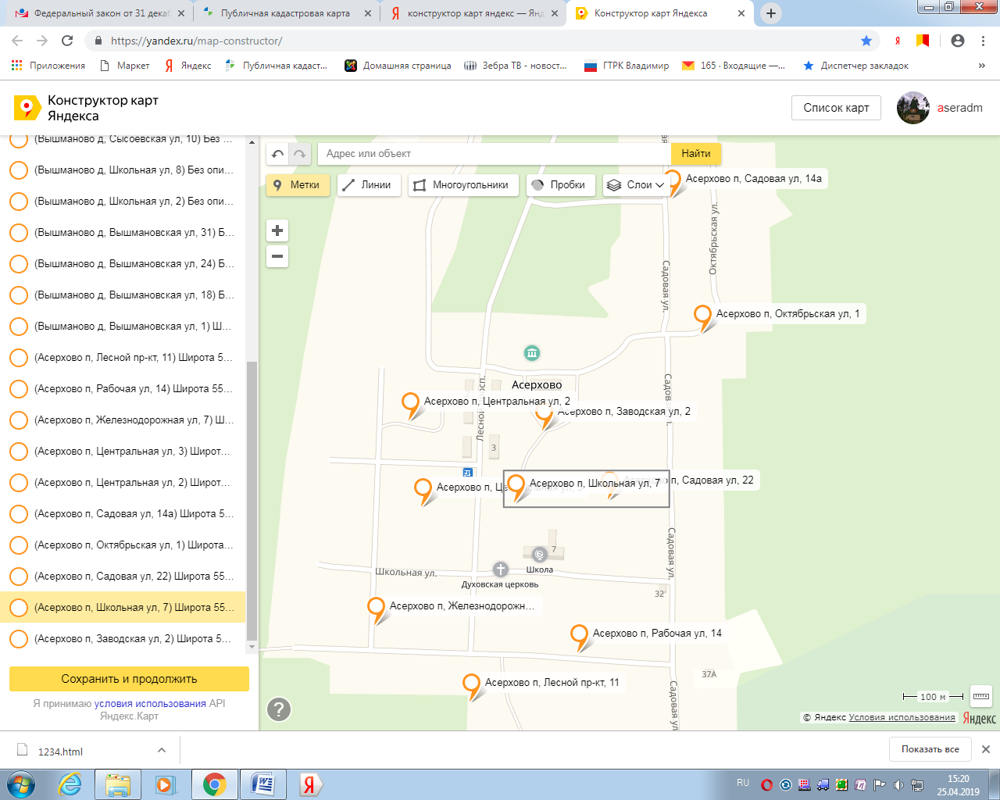 Федеральный закон от 31 дека
Публичная кадастровая карта
конструктор карт яндекс — Янд
Конструктор карт Яндекса
https://yandex.ru/map-constructor/
Приложения
Маркет
Яндекс
Публичная кадаст...
Домашняя страница
Зебра ТВ - новост...
ГТРК Владимир
165 · Входящие —...
Диспетчер закладок
»
Конструктор карт
Яндекса
Список карт
aseradm
(Вышманово д, Сысоевская ул, 10) Без ...
(Вышманово д, Школьная ул, 8) Без опи...
(Вышманово д, Школьная ул, 2) Без опи...
(Вышманово д, Вышмановская ул, 31) Б...
(Вышманово д, Вышмановская ул, 24) Б...
(Вышманово д, Вышмановская ул, 18) Б...
(Вышманово д, Вышмановская ул, 1) Ш...
(Асерхово п, Лесной пр-кт, 11) Широта 5...
(Асерхово п, Рабочая ул, 14) Широта 55...
(Асерхово п, Железнодорожная ул, 7) Ш...
(Асерхово п, Центральная ул, 3) Широт...
(Асерхово п, Центральная ул, 2) Широт...
(Асерхово п, Садовая ул, 14а) Широта 5...
(Асерхово п, Октябрьская ул, 1) Широта...
(Асерхово п, Садовая ул, 22) Широта 55...
(Асерхово п, Школьная ул, 7) Широта 55...
(Асерхово п, Заводская ул, 2) Широта 5...
Сохранить и продолжить
Я принимаю условия использования API
Яндекс.Карт
Адрес или объект
Найти
Метки
Линии
Многоугольники
Пробки
Слои
Асерхово п, Садовая ул, 14а
Октябрьская ул.
Садовая ул.
Асерхово п, Октябрьская ул, 1
Асерхово
Асерхово п, Центральная ул, 2
Асерхово п, Заводская ул, 2
3
Асерхово п, Школьная ул, 7
п, Садовая ул, 22
7
Садовая ул.
Школа
Школьная ул.
Духовская церковь
32
Асерхово п, Железнодорожн...
Асерхово п, Рабочая ул, 14
37А
Асерхово п, Лесной пр-кт, 11
Садовая ул
100 м
© Яндекс Условия использования
Яндекс
?
1234.html
Показать все
RU
15:20
25.04.2019